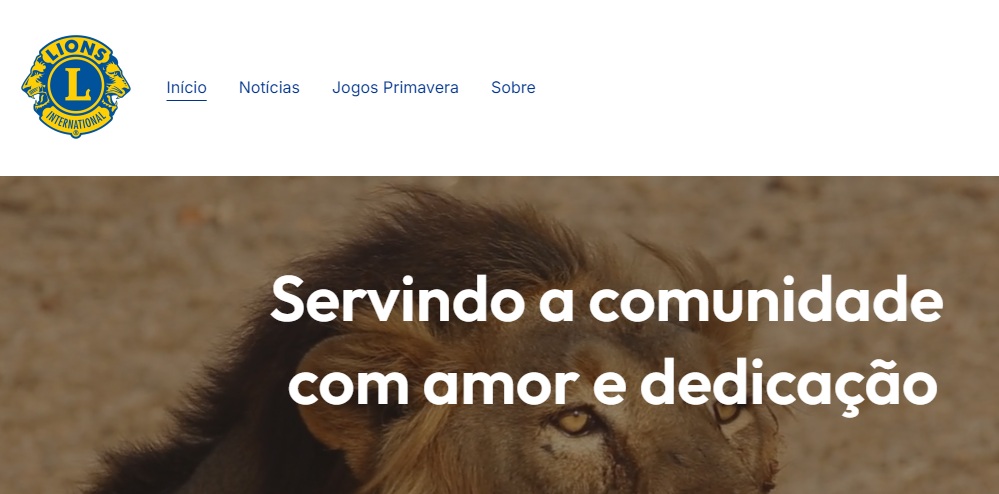 LIONS
L
INTERNATIONAL
Início Notícias Jogos Primavera Sobre
Servindo a comunidade
com amor e dedicação